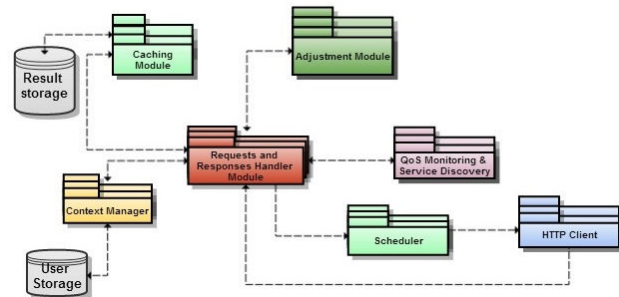 Caching
Module
Adjustment Module
Result
storage
Requests and
Responses Handler
Module
QoS Monitoring &
Service Discovery
Context Manager
Scheduler
HTTP Client
User
Storage